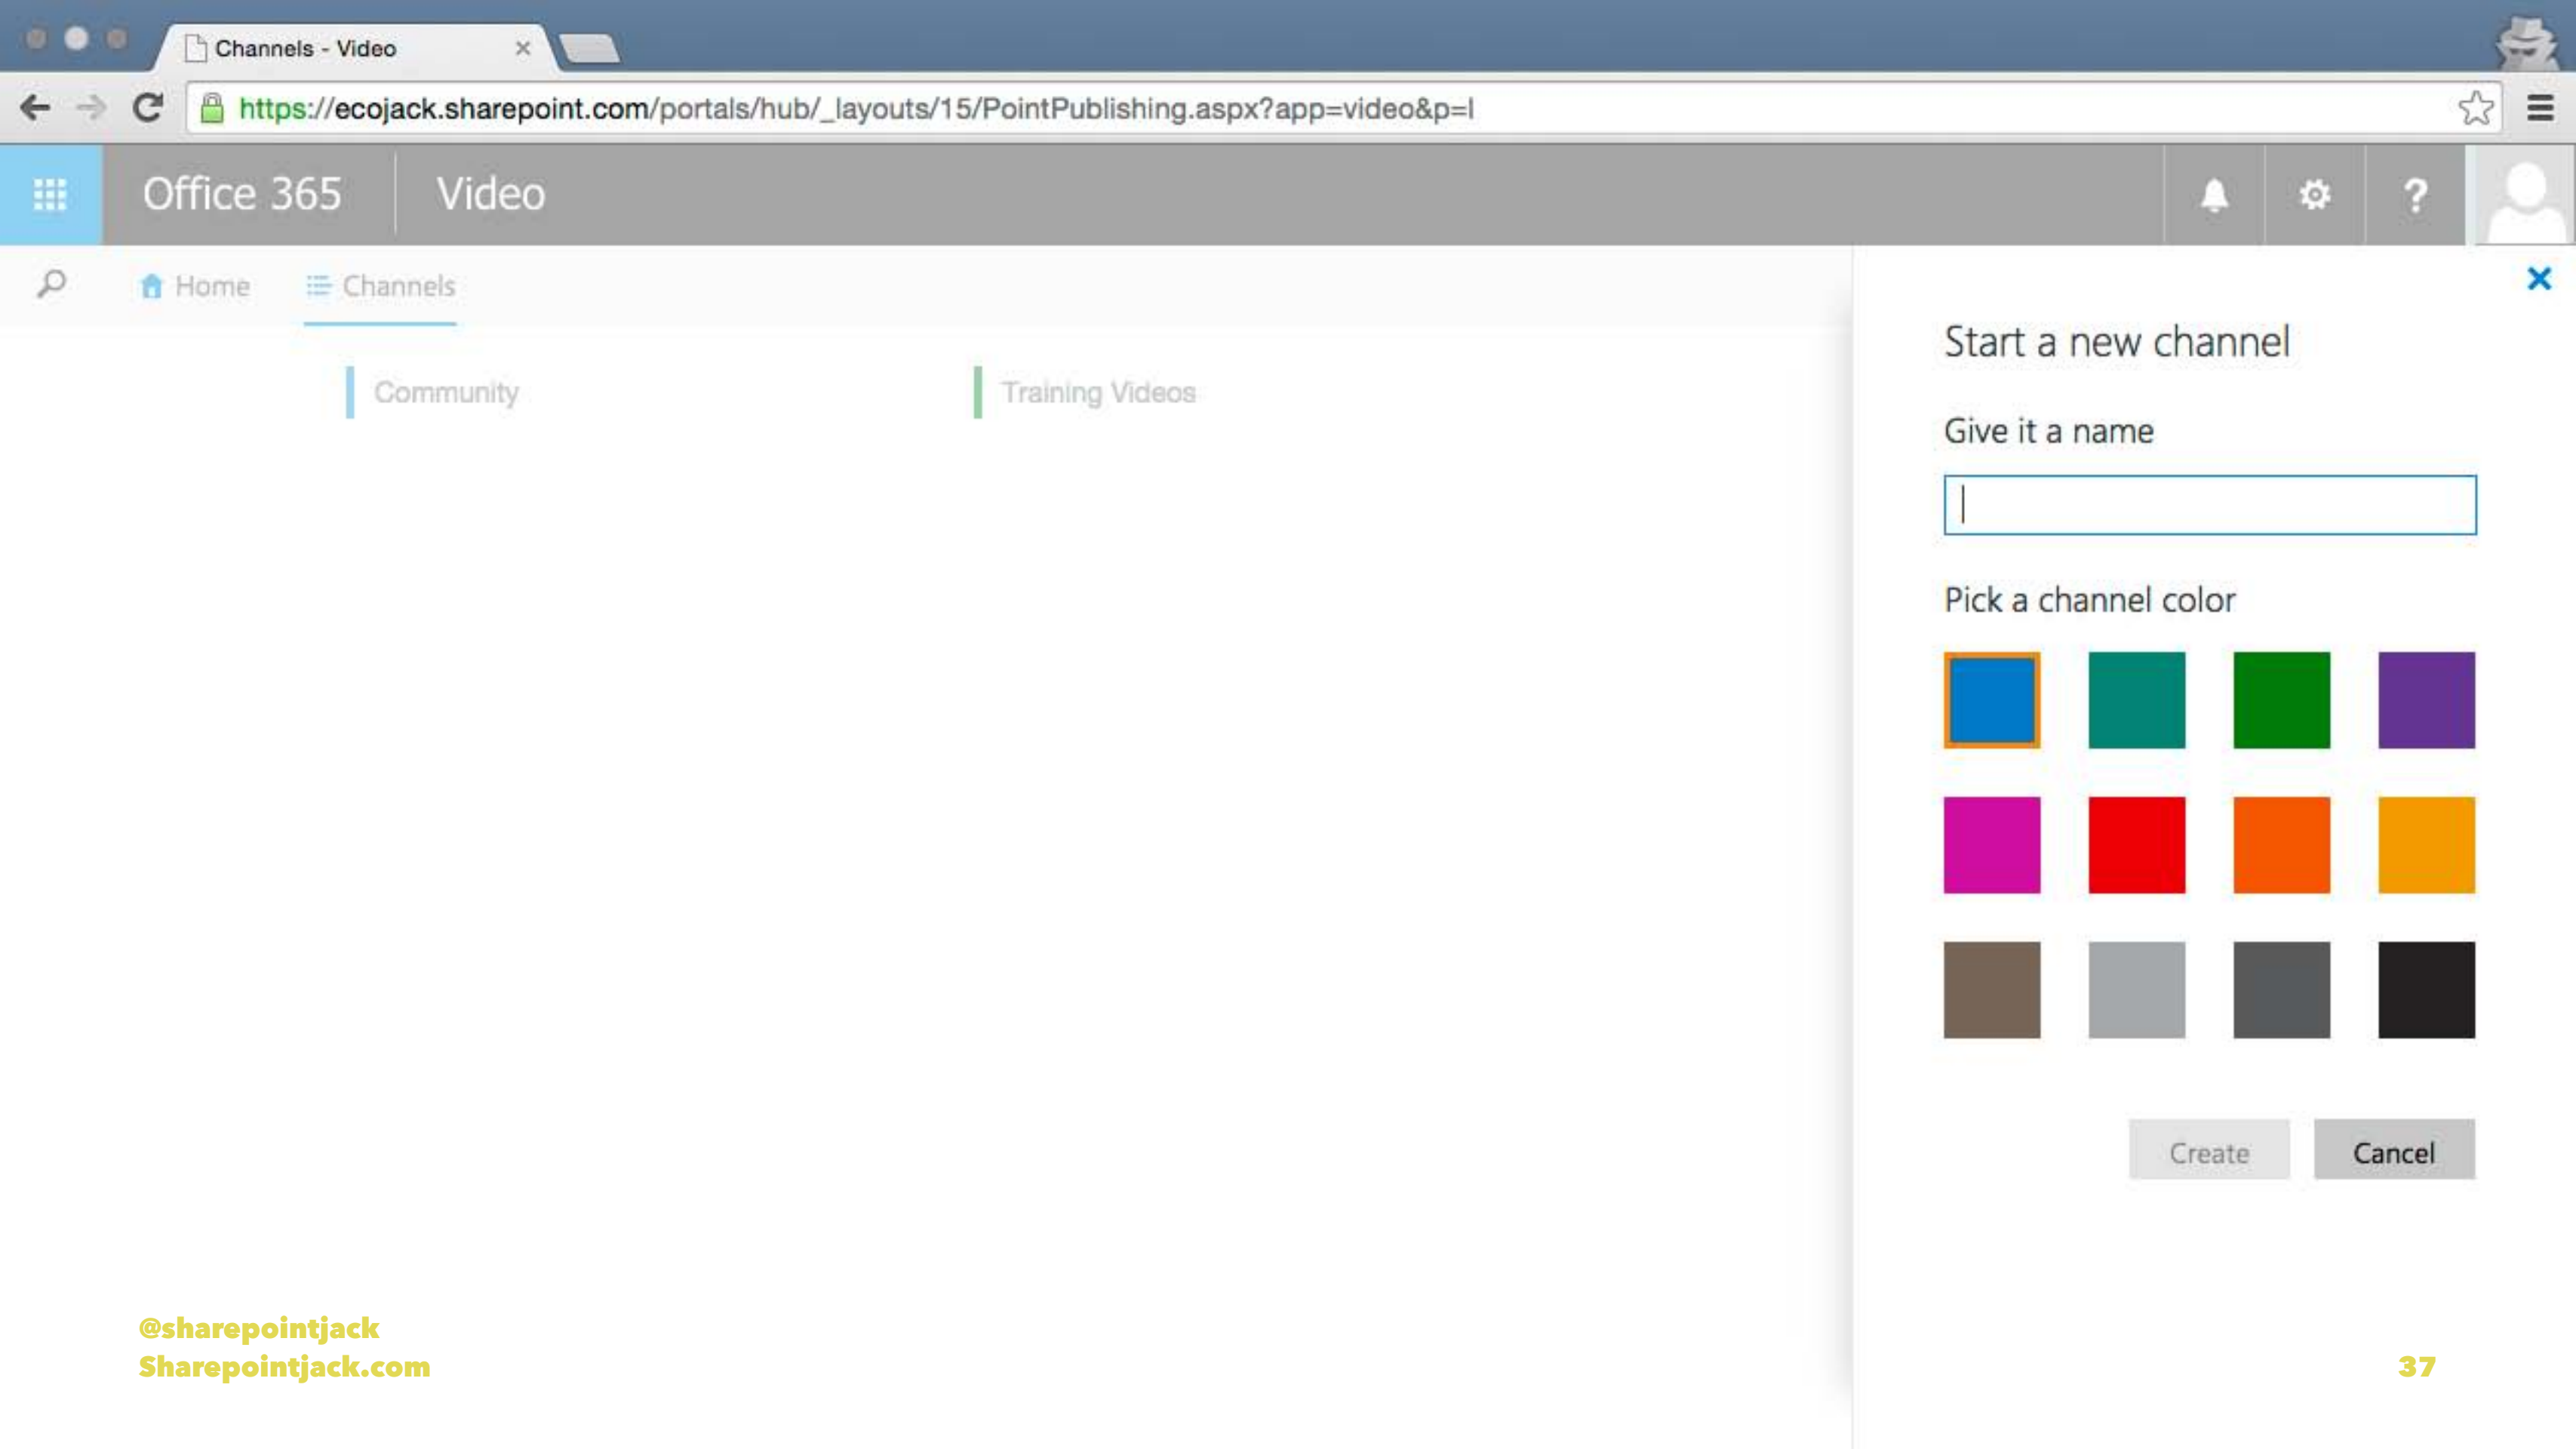 Channels - Video
https://ecojack.sharepoint.com/portals/hub/_layouts/15/PointPublishing.aspx?app=video&p=l
Office 365 Video
?
Home Channels
Community Training Videos
Start a new channel
Give it a name
Pick a channel color
Create Cancel
@sharepointjack
Sharepointjack.com
37